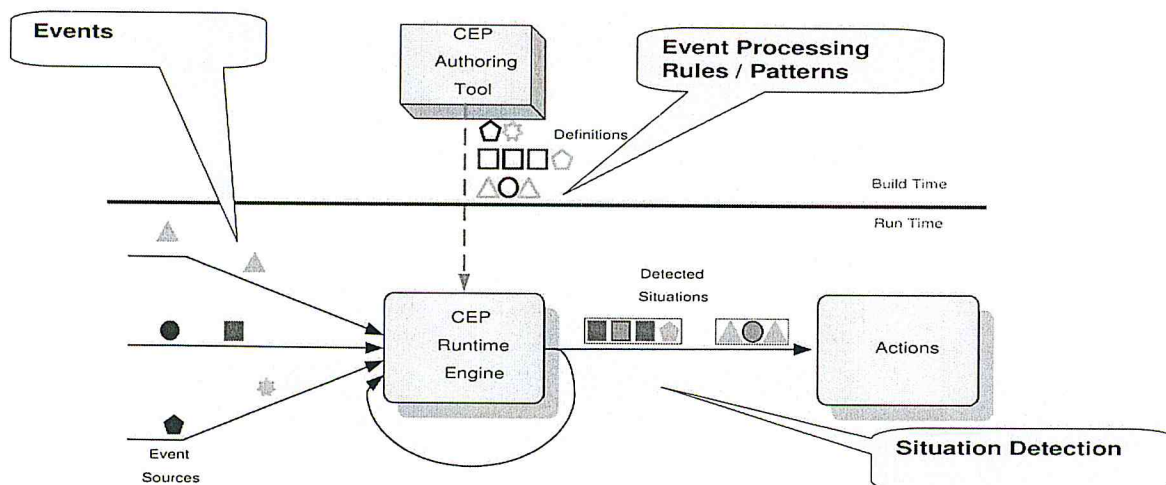 Events
CEP
Authoring
Tool
Event Processing
Rules / Patterns
Definitions
Build Time
Run Time
Detected
Situations
CEP
Runtime
Engine
Actions
Event
Sources
Situation Detection